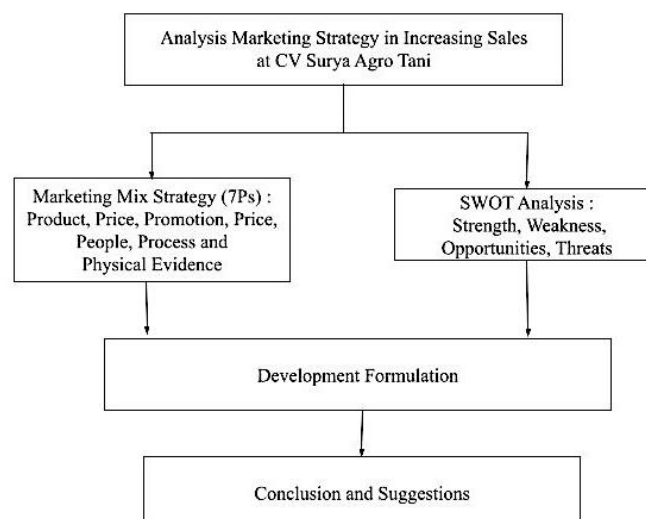 Analysis Marketing Strategy in Increasing Sales
at CV Surya Agro Tani
Marketing Mix Strategy (7Ps) :
Product, Price, Promotion, Price,
People, Process and
Physical Evidence
SWOT Analysis :
Strength, Weakness,
Opportunities, Threats
Development Formulation
Conclusion and Suggestions